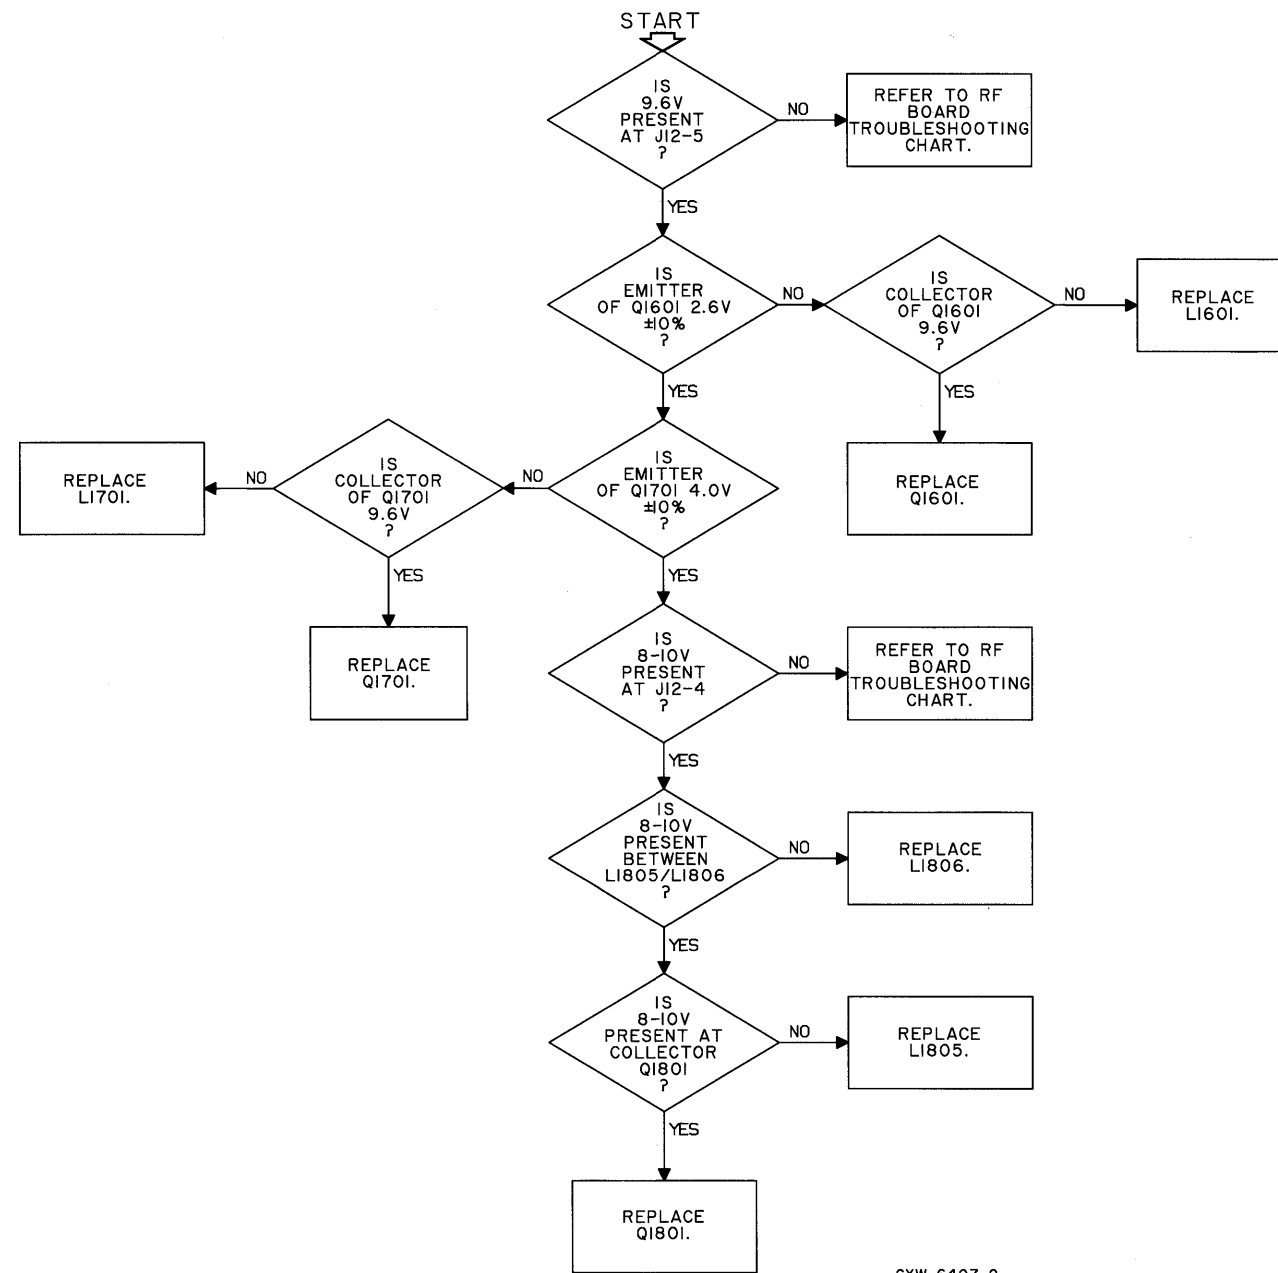 START
IS
9.6V
PRESENT
AT J12-5
?
NO
REFER TO RF
BOARD
TROUBLESHOOTING
CHART.
YES
IS
EMITTER
OF Q1601 2.6V
±10%
?
NO
IS
COLLECTOR
OF Q1601
9.6V
?
NO
REPLACE
L1601.
YES
YES
REPLACE
Q1601.
IS
EMITTER
OF Q1701 4.0V
±10%
?
NO
IS
COLLECTOR
OF Q1701
9.6V
?
NO
REPLACE
L1701.
YES
REPLACE
Q1701.
YES
IS
8-10V
PRESENT
AT J12-4
?
NO
REFER TO RF
BOARD
TROUBLESHOOTING
CHART.
YES
IS
8-10V
PRESENT
BETWEEN
L1805/L1806
?
NO
REPLACE
L1806.
YES
IS
8-10V
PRESENT AT
COLLECTOR
Q1801
?
NO
REPLACE
L1805.
YES
REPLACE
Q1801.